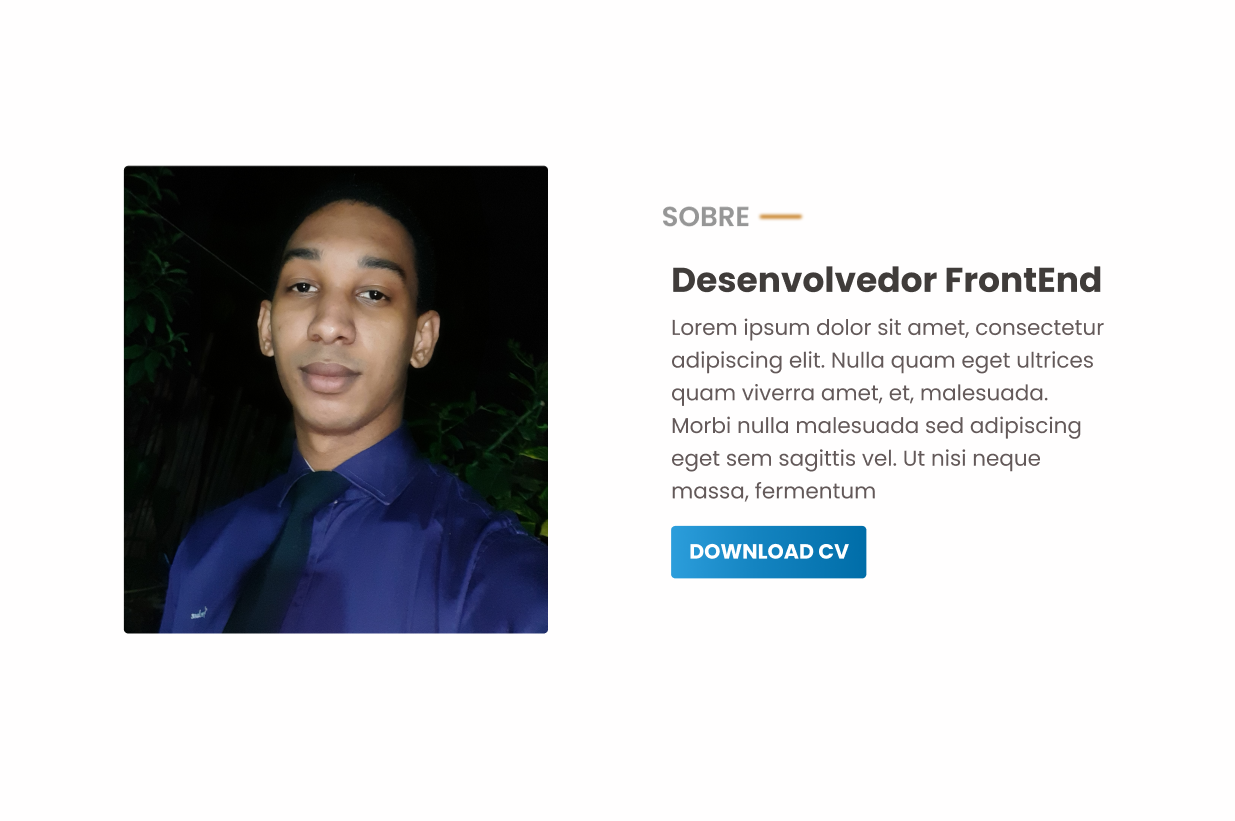 SOBRE
Desenvolvedor FrontEnd
Lorem ipsum dolor sit amet, consectetur
adipiscing elit. Nulla quam eget ultrices
quam viverra amet, et, malesuada.
Morbi nulla malesuada sed adipiscing
eget sem sagittis vel. Ut nisi neque
massa, fermentum
DOWNLOAD CV